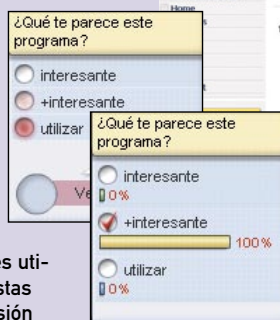 Home
¿Qué te parece este
programa?
interesante
+interesante
utilizar
¿Qué te parece este
programa?
interesante
0%
+interesante
100%
utilizar
0%
es uti-
stas
sión